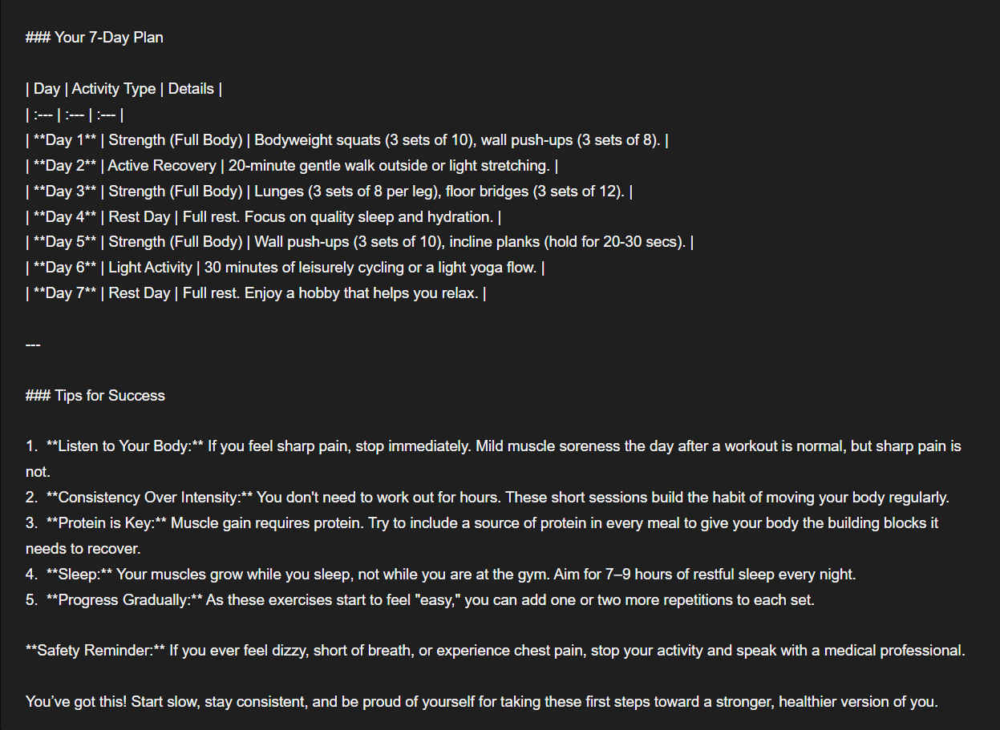 ### Your 7-Day Plan
| Day | Activity Type | Details |
| :--- | :--- | :--- |
| **Day 1** | Strength (Full Body) | Bodyweight squats (3 sets of 10), wall push-ups (3 sets of 8). |
| **Day 2** | Active Recovery | 20-minute gentle walk outside or light stretching. |
| **Day 3** | Strength (Full Body) | Lunges (3 sets of 8 per leg), floor bridges (3 sets of 12). |
| **Day 4** | Rest Day | Full rest. Focus on quality sleep and hydration. |
| **Day 5** | Strength (Full Body) | Wall push-ups (3 sets of 10), incline planks (hold for 20-30 secs). |
| **Day 6** | Light Activity | 30 minutes of leisurely cycling or a light yoga flow. |
| **Day 7** | Rest Day | Full rest. Enjoy a hobby that helps you relax. |
---
### Tips for Success
1.  **Listen to Your Body:** If you feel sharp pain, stop immediately. Mild muscle soreness the day after a workout is normal, but sharp pain is
not.
2.  **Consistency Over Intensity:** You don't need to work out for hours. These short sessions build the habit of moving your body regularly.
3.  **Protein is Key:** Muscle gain requires protein. Try to include a source of protein in every meal to give your body the building blocks it
needs to recover.
4.  **Sleep:** Your muscles grow while you sleep, not while you are at the gym. Aim for 7–9 hours of restful sleep every night.
5.  **Progress Gradually:** As these exercises start to feel "easy," you can add one or two more repetitions to each set.
**Safety Reminder:** If you ever feel dizzy, short of breath, or experience chest pain, stop your activity and speak with a medical professional.
You’ve got this! Start slow, stay consistent, and be proud of yourself for taking these first steps toward a stronger, healthier version of you.